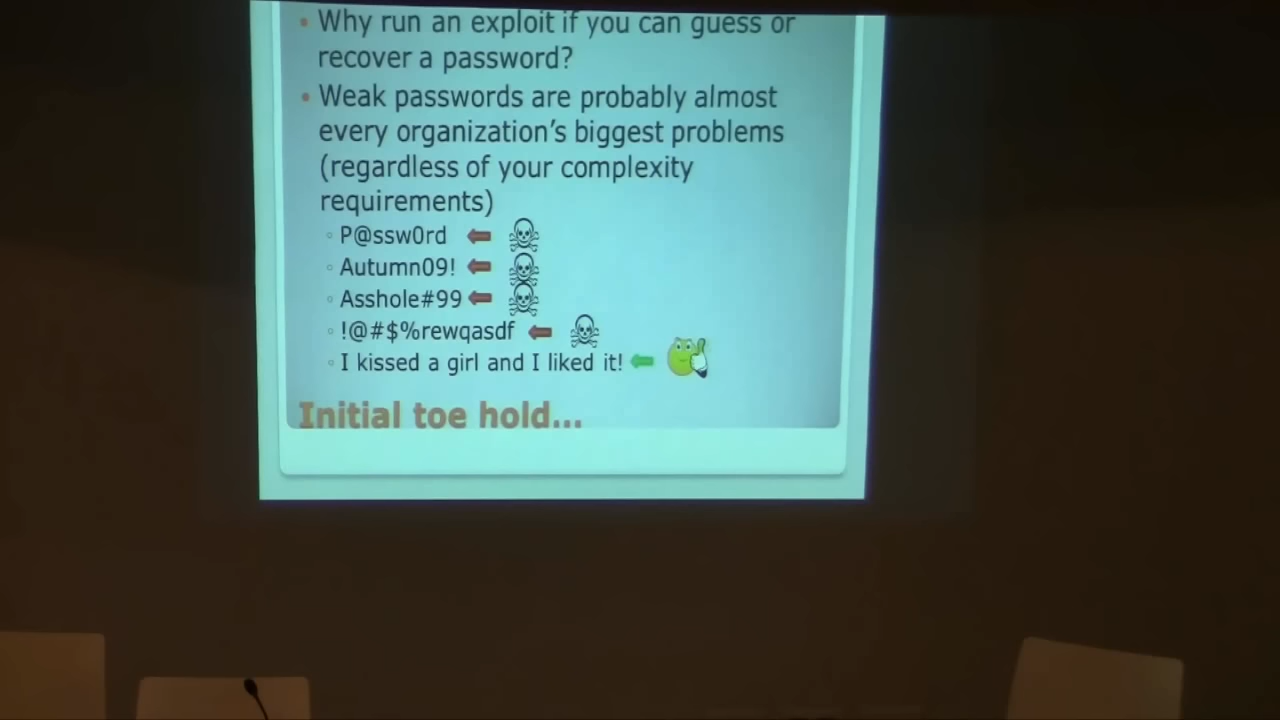 • Why run an exploit if you can guess or
recover a password?
• Weak passwords are probably almost
every organization's biggest problems
(regardless of your complexity
requirements)
◦ P@ssw0rd
◦ Autumn09!
◦ Asshole#99
◦ !@#$%rewqasdf
◦ I kissed a girl and I liked it!
Initial toe hold...